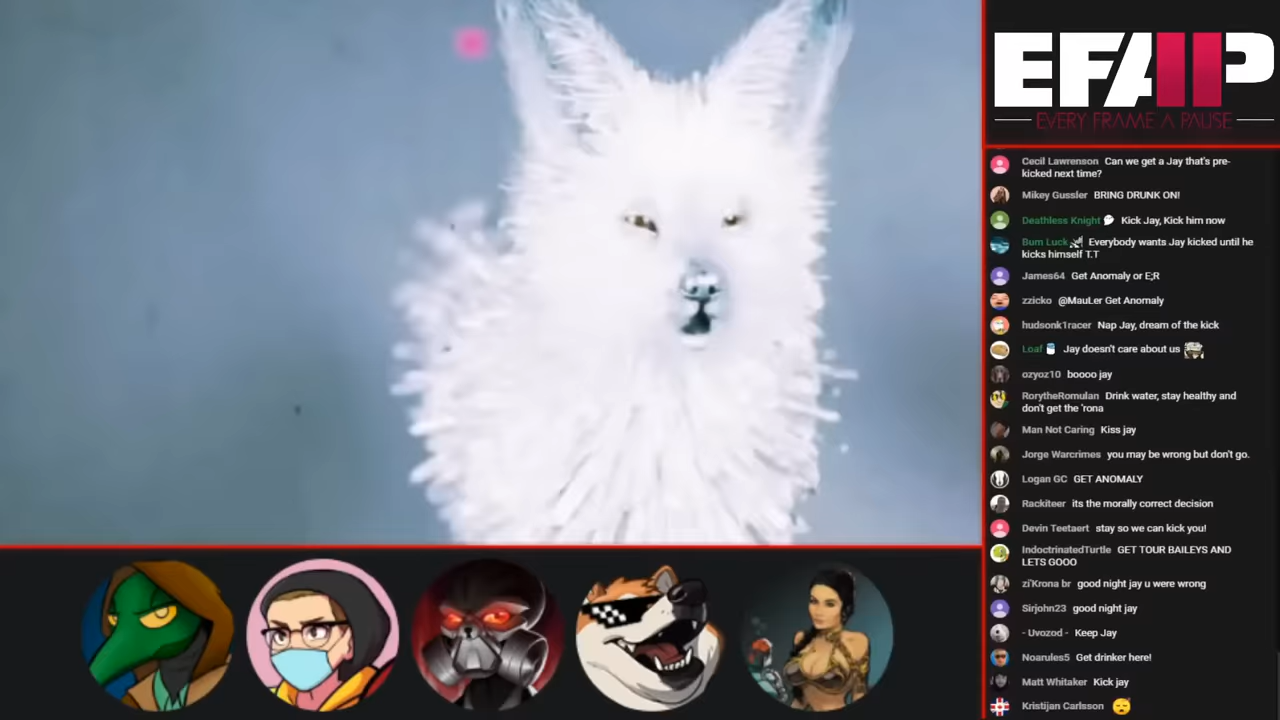 EFAP
EVERY FRAME A PAUSE
Cecil Lawrenson Can we get a Jay that's pre-
kicked next time?
Mikey Gussler BRING DRUNK ON!
Deathless Knight Kick Jay, Kick him now
Bum Luck Everybody wants Jay kicked until he
kicks himself T.T
James64 Get Anomaly or E;R
zzicko @MauLer Get Anomaly
hudsonk1racer Nap Jay, dream of the kick
Loaf Jay doesn't care about us
ozyoz10 boooo jay
RorytheRomulan Drink water, stay healthy and
don't get the 'rona
Man Not Caring Kiss jay
Jorge Warcrimes you may be wrong but don't go.
Logan GC GET ANOMALY
Rackiteer its the morally correct decision
Devin Teetaert stay so we can kick you!
IndoctrinatedTurtle GET TOUR BAILEYS AND
LETS GOOO
zi'Krona br good night jay u were wrong
Sirjohn23 good night jay
- Uvozod - Keep Jay
Noarules5 Get drinker here!
Matt Whitaker Kick jay
Kristijan Carlsson